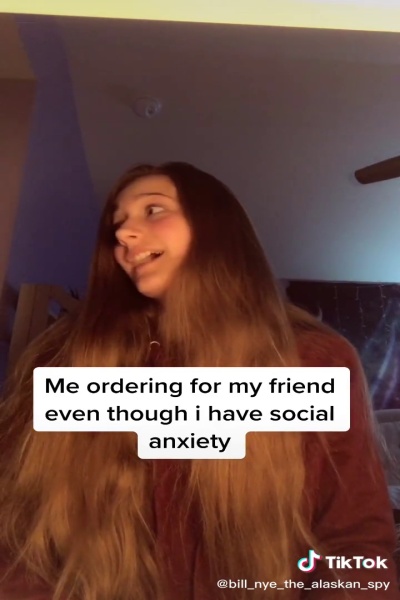 Me ordering for my friend
even though i have social
anxiety
TikTok
@bill_nye_the_alaskan_spy